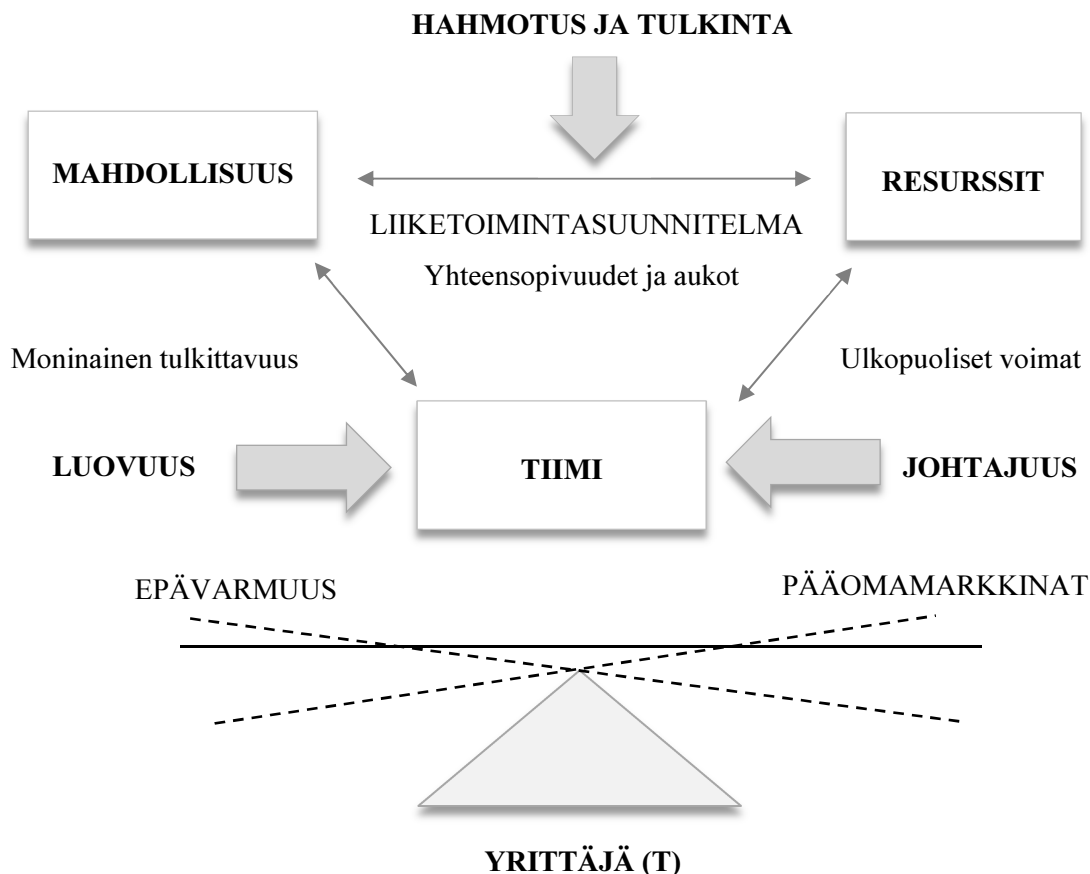 HAHMOTUS JA TULKINTA
MAHDOLLISUUS
RESURSSIT
LIIKETOIMINTASUUNNITELMA
Yhteensopivuudet ja aukot
Moninainen tulkittavuus
Ulkopuoliset voimat
LUOVUUS
TIIMI
JOHTAJUUS
EPÄVARMUUS
PÄÄOMAMARKKINAT
YRITTÄJÄ (T)